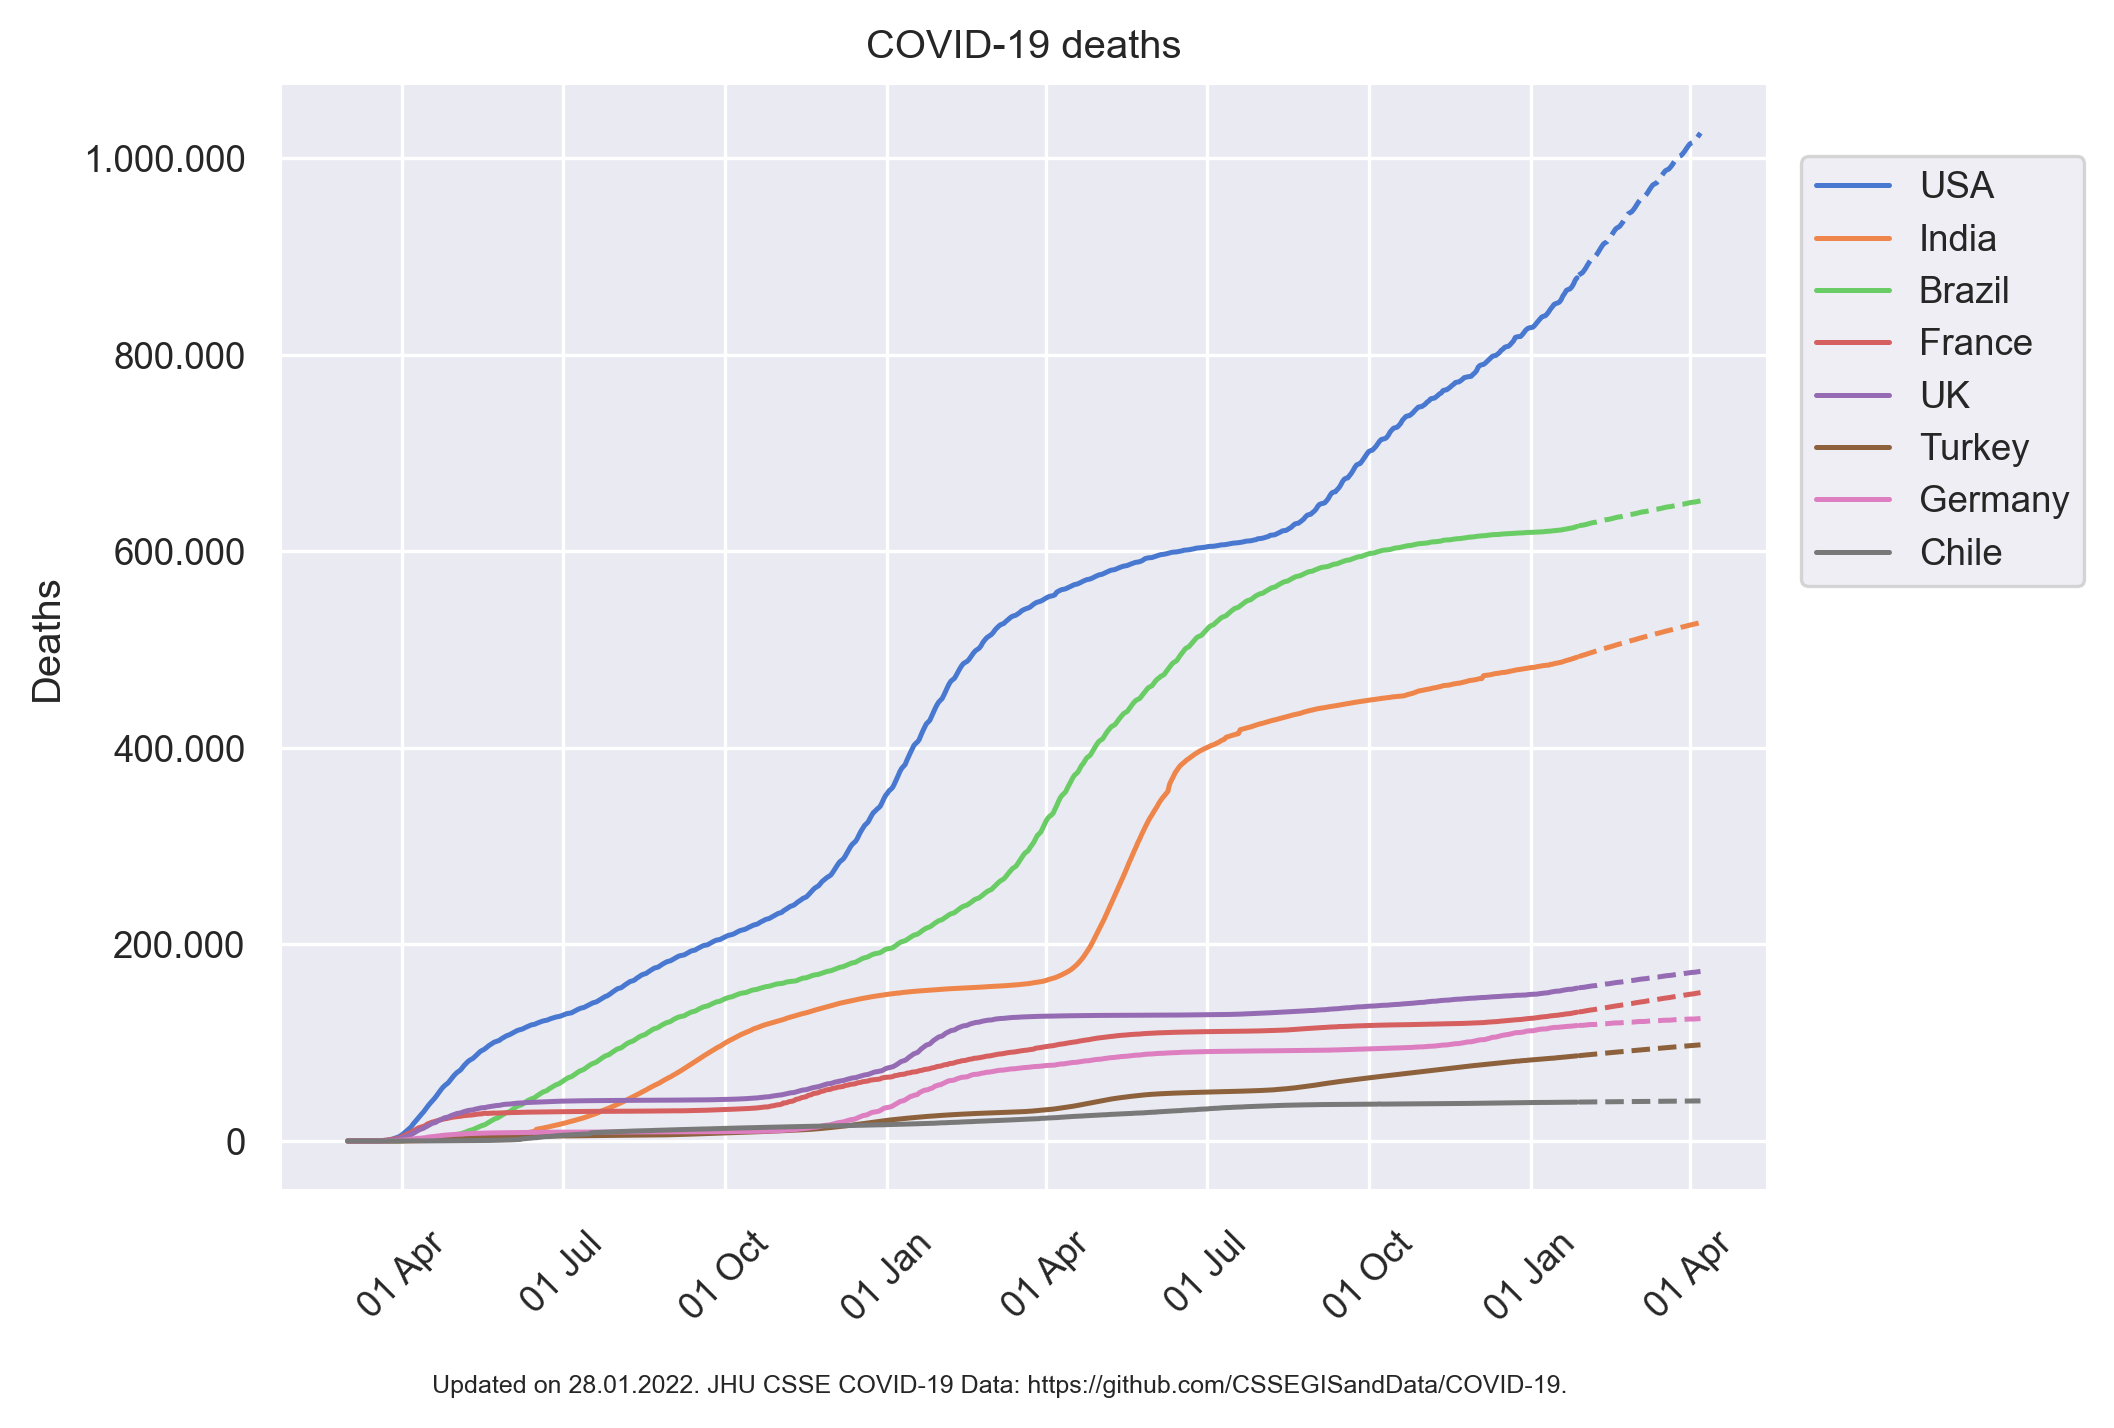 COVID-19 deaths
1.000.000
800.000
600.000
400.000
200.000
0
Deaths
01 Apr
01 Jul
01 Oct
01 Jan
01 Apr
01 Jul
01 Oct
01 Jan
01 Apr
USA
India
Brazil
France
UK
Turkey
Germany
Chile
Updated on 28.01.2022. JHU CSSE COVID-19 Data: https://github.com/CSSEGISandData/COVID-19.